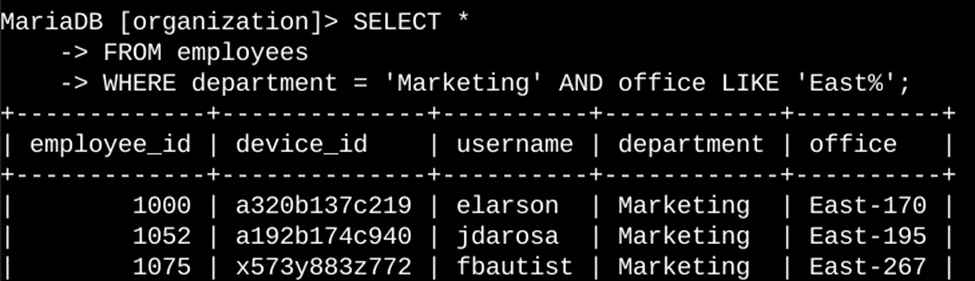 MariaDB [organization]> SELECT *
    -> FROM employees
    -> WHERE department = 'Marketing' AND office LIKE 'East%';
+-------------+--------------+----------+------------+----------+
| employee_id | device_id    | username | department | office   |
+-------------+--------------+----------+------------+----------+
|        1000 | a320b137c219 | elarson  | Marketing  | East-170 |
|        1052 | a192b174c940 | jdarosa  | Marketing  | East-195 |
|        1075 | x573y883z772 | fbautist | Marketing  | East-267 |